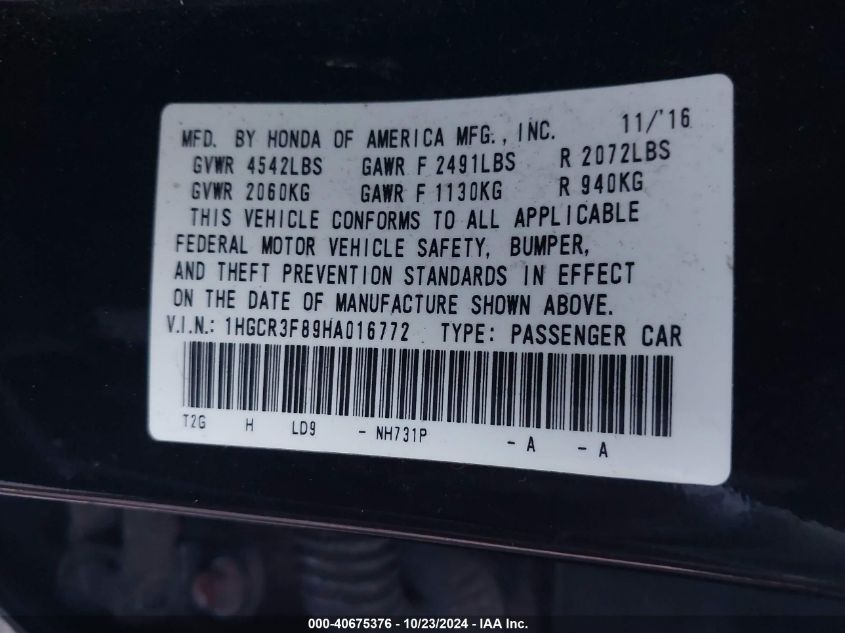 MFD. BY HONDA OF AMERICA MFG., INC. 11/'16
GVWR 4542LBS GAWR F 2491LBS R 2072LBS
GVWR 2060KG GAWR F 1130KG R 940KG
THIS VEHICLE CONFORMS TO ALL APPLICABLE
FEDERAL MOTOR VEHICLE SAFETY, BUMPER,
AND THEFT PREVENTION STANDARDS IN EFFECT
ON THE DATE OF MANUFACTURE SHOWN ABOVE.
V.I.N.: 1HGCR3F89HA016772 TYPE: PASSENGER CAR
T2G H LD9 - NH731P - A - A
000-40675376 - 10/23/2024 - IAA Inc.